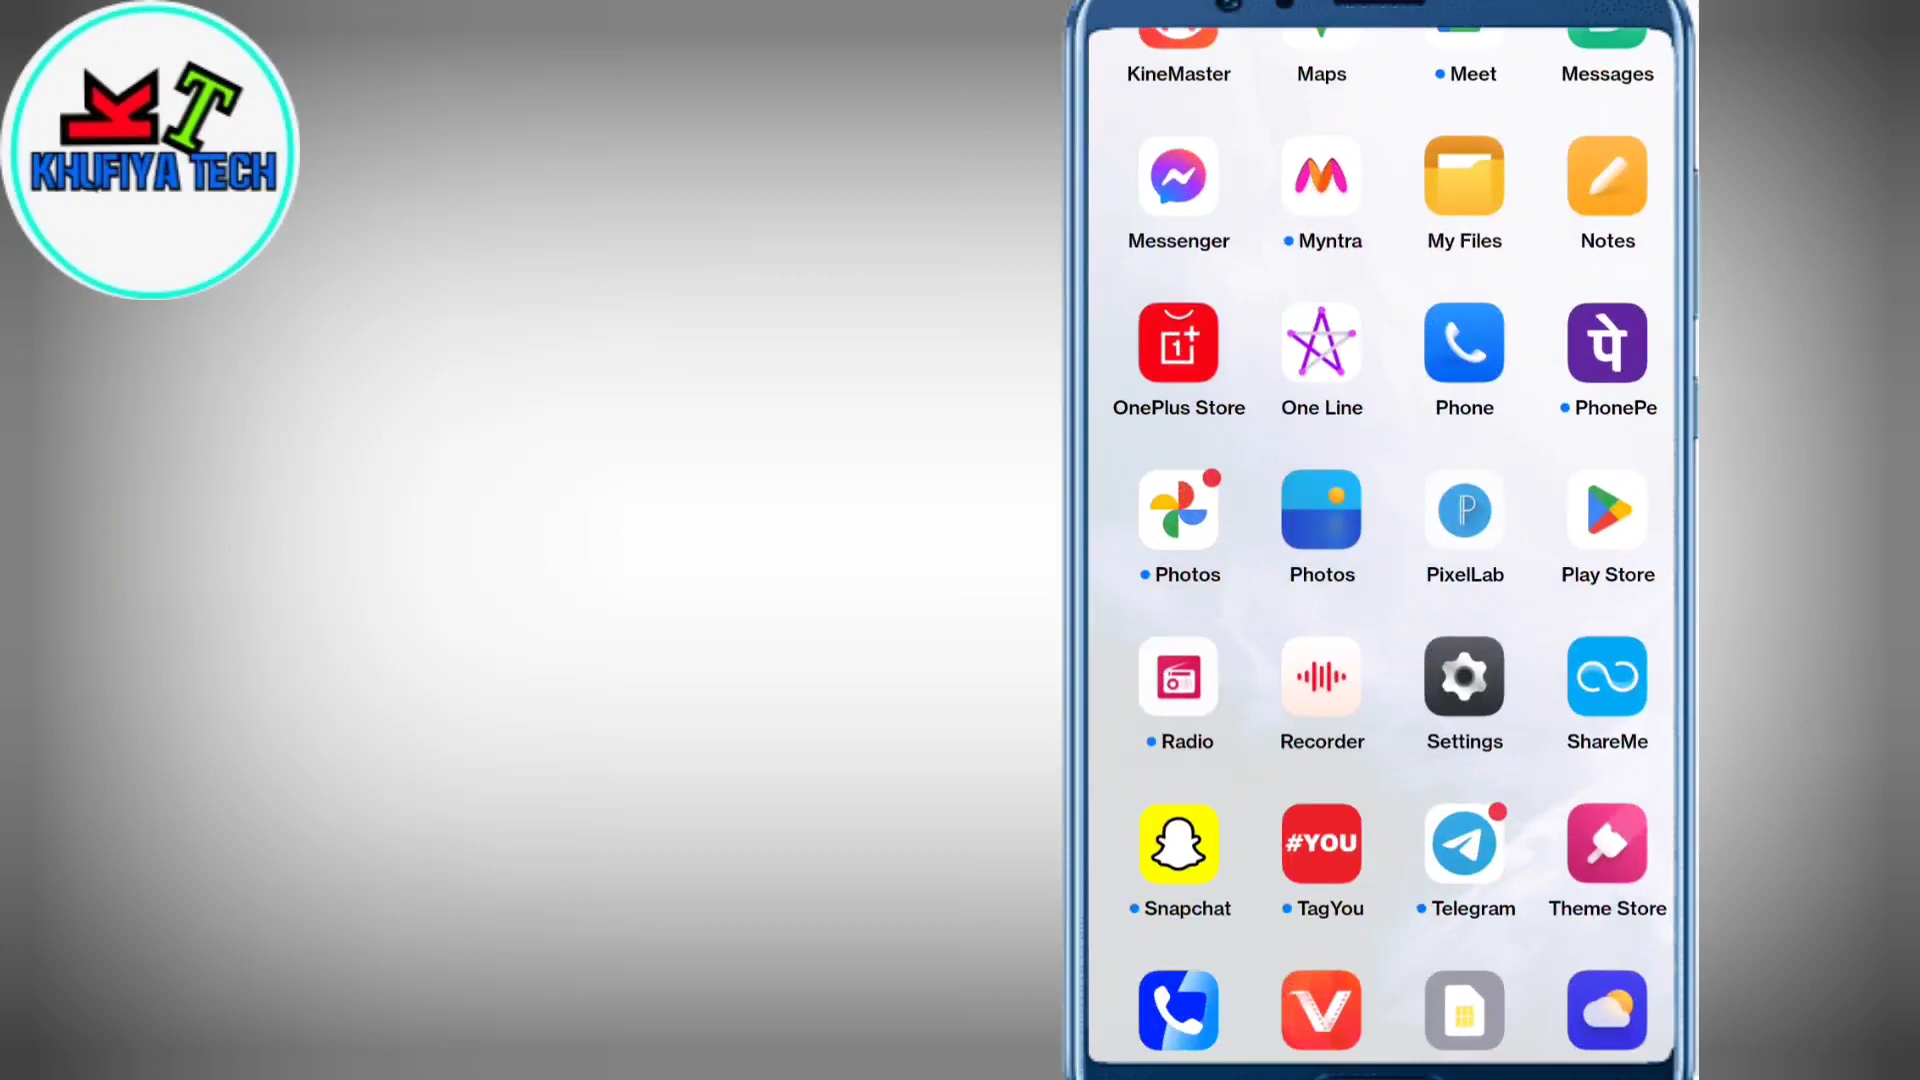 KT
KHUFIYA TECH
KineMaster Maps Meet Messages
Messenger Myntra My Files Notes
1+
OnePlus Store One Line Phone PhonePe
पे
P
Photos Photos PixelLab Play Store
Radio Recorder Settings ShareMe
#YOU
Snapchat TagYou Telegram Theme Store